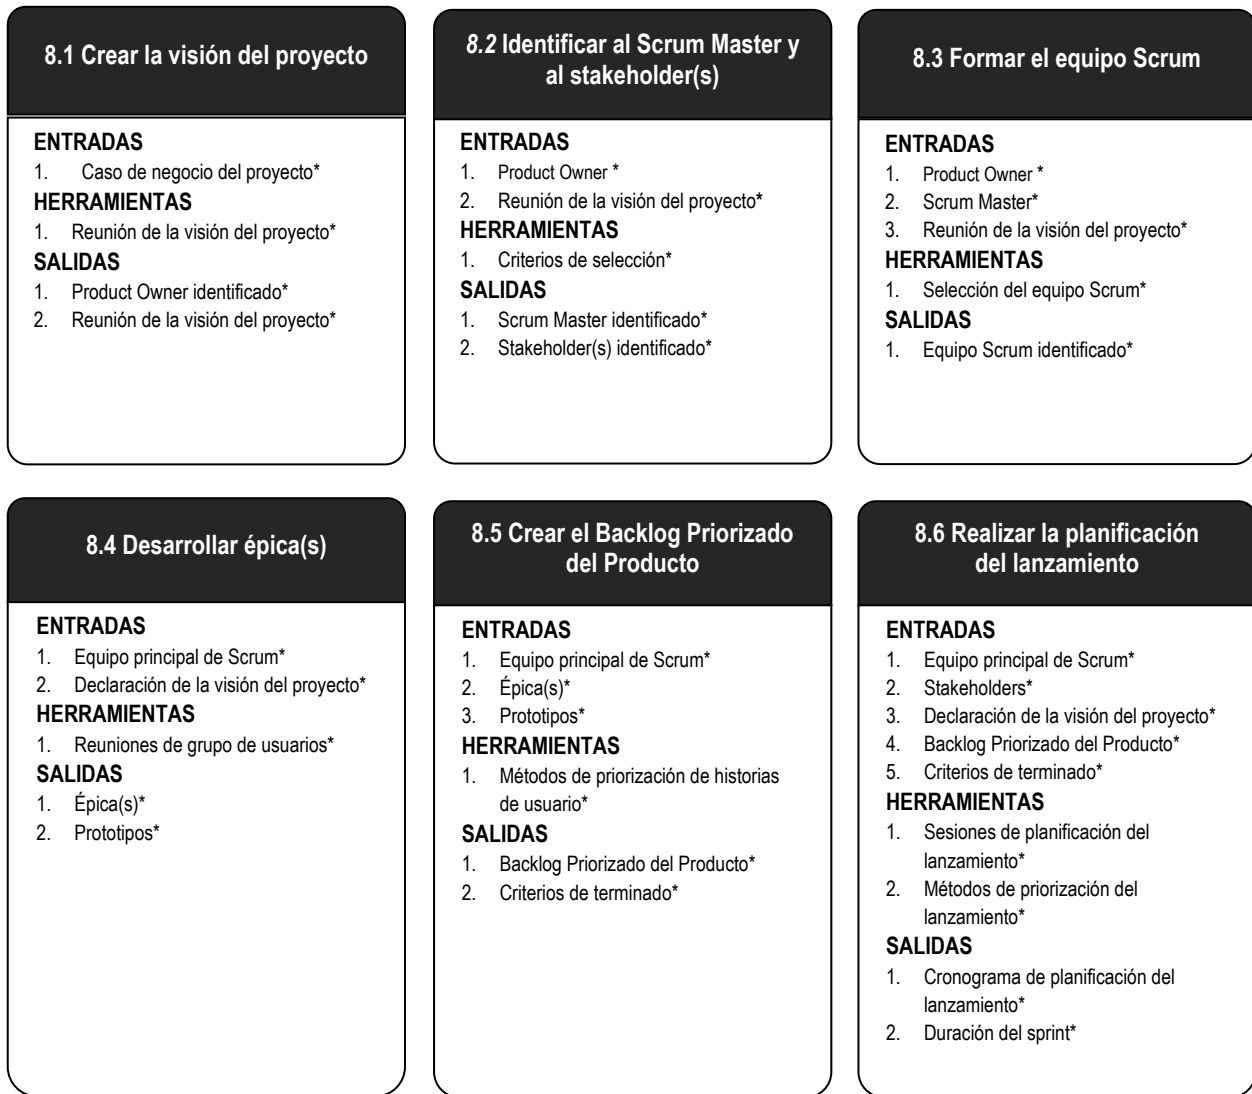 8.1 Crear la visión del proyecto
ENTRADAS
1. Caso de negocio del proyecto*
HERRAMIENTAS
1. Reunión de la visión del proyecto*
SALIDAS
1. Product Owner identificado*
2. Reunión de la visión del proyecto*
8.2 Identificar al Scrum Master y
al stakeholder(s)
ENTRADAS
1. Product Owner *
2. Reunión de la visión del proyecto*
HERRAMIENTAS
1. Criterios de selección*
SALIDAS
1. Scrum Master identificado*
2. Stakeholder(s) identificado*
8.3 Formar el equipo Scrum
ENTRADAS
1. Product Owner *
2. Scrum Master*
3. Reunión de la visión del proyecto*
HERRAMIENTAS
1. Selección del equipo Scrum*
SALIDAS
1. Equipo Scrum identificado*
8.4 Desarrollar épica(s)
ENTRADAS
1. Equipo principal de Scrum*
2. Declaración de la visión del proyecto*
HERRAMIENTAS
1. Reuniones de grupo de usuarios*
SALIDAS
1. Épica(s)*
2. Prototipos*
8.5 Crear el Backlog Priorizado
del Producto
ENTRADAS
1. Equipo principal de Scrum*
2. Épica(s)*
3. Prototipos*
HERRAMIENTAS
1. Métodos de priorización de historias
de usuario*
SALIDAS
1. Backlog Priorizado del Producto*
2. Criterios de terminado*
8.6 Realizar la planificación
del lanzamiento
ENTRADAS
1. Equipo principal de Scrum*
2. Stakeholders*
3. Declaración de la visión del proyecto*
4. Backlog Priorizado del Producto*
5. Criterios de terminado*
HERRAMIENTAS
1. Sesiones de planificación del
lanzamiento*
2. Métodos de priorización del
lanzamiento*
SALIDAS
1. Cronograma de planificación del
lanzamiento*
2. Duración del sprint*